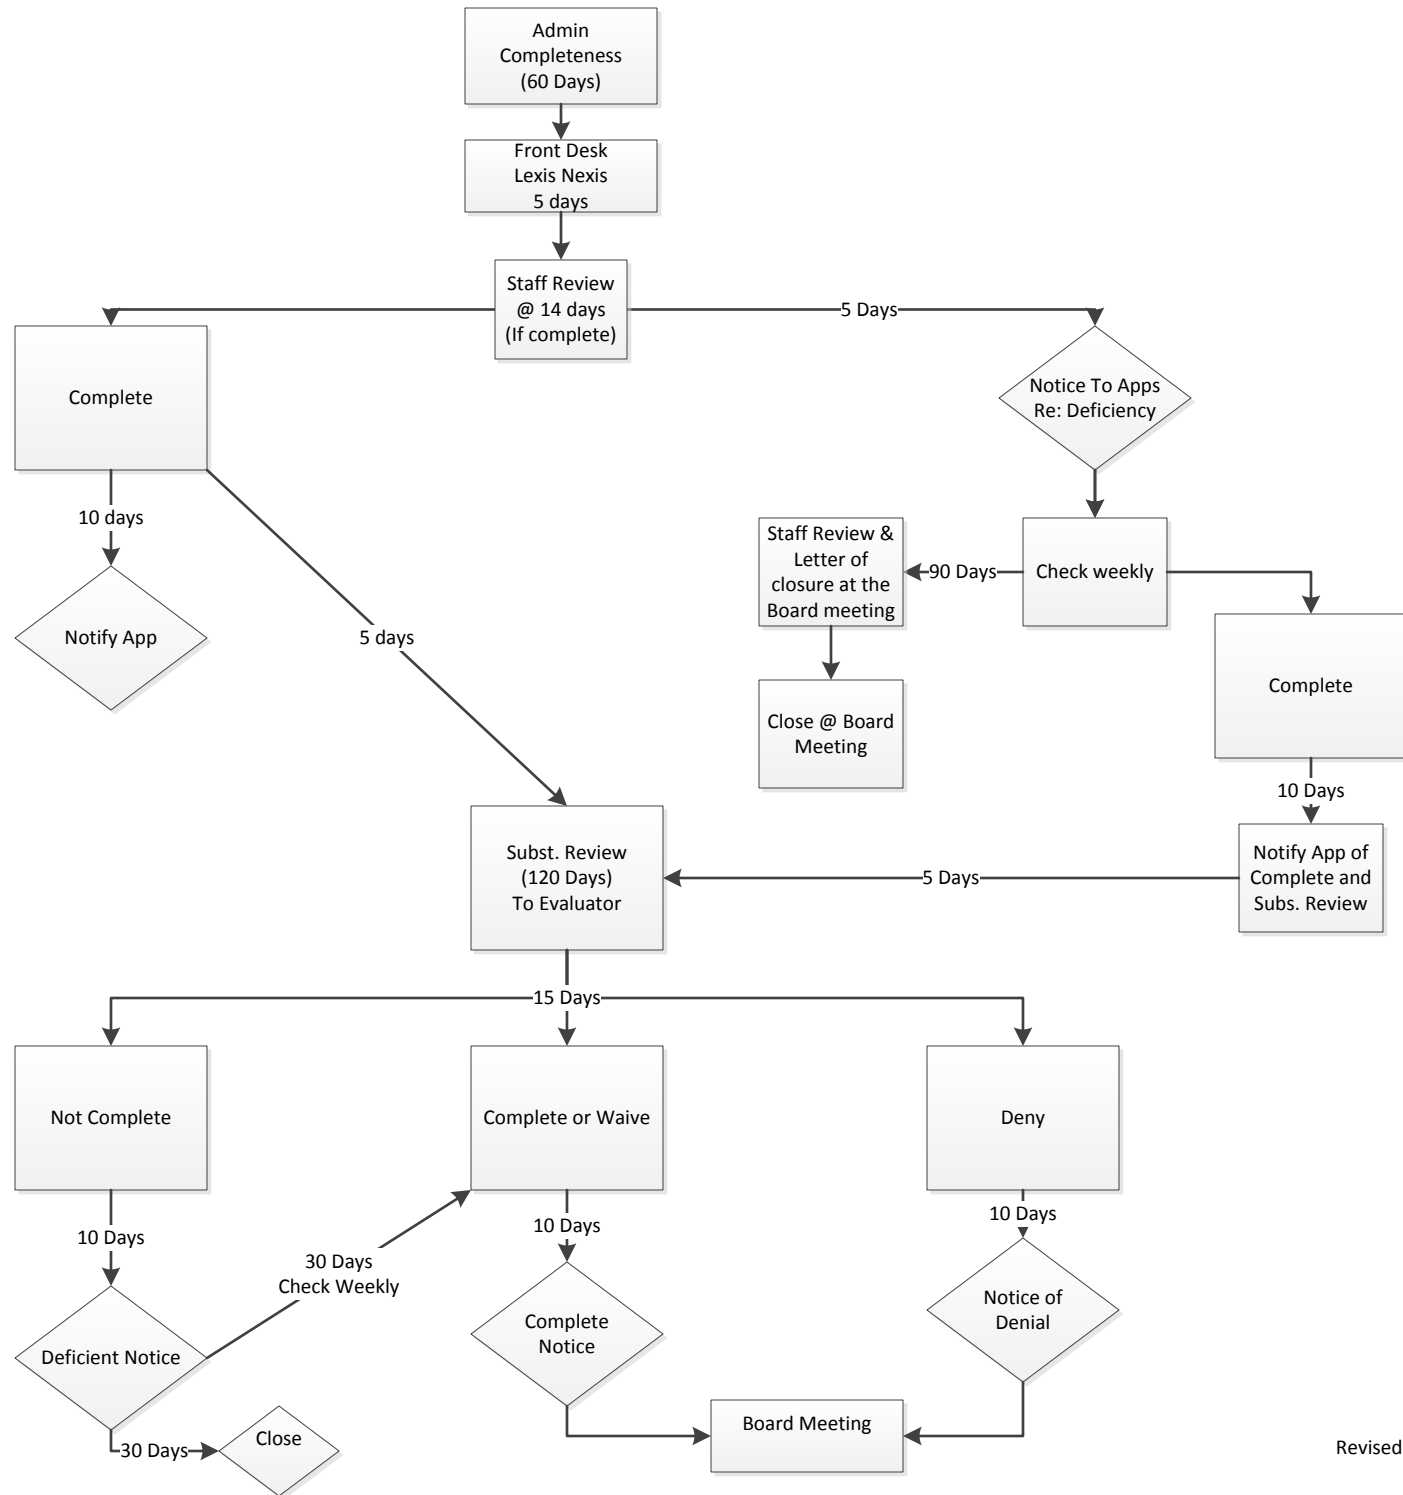 Admin
Completeness
(60 Days)
Front Desk
Lexis Nexis
5 days
Staff Review
@ 14 days
(If complete)
5 Days
Complete
Notice To Apps
Re: Deficiency
10 days
Notify App
5 days
Staff Review &
Letter of
closure at the
Board meeting
90 Days
Check weekly
Close @ Board
Meeting
Complete
10 Days
Notify App of
Complete and
Subs. Review
5 Days
Subst. Review
(120 Days)
To Evaluator
15 Days
Not Complete
Complete or Waive
Deny
10 Days
30 Days
Check Weekly
10 Days
10 Days
Deficient Notice
Complete
Notice
Notice of
Denial
30 Days
Close
Board Meeting
Revised